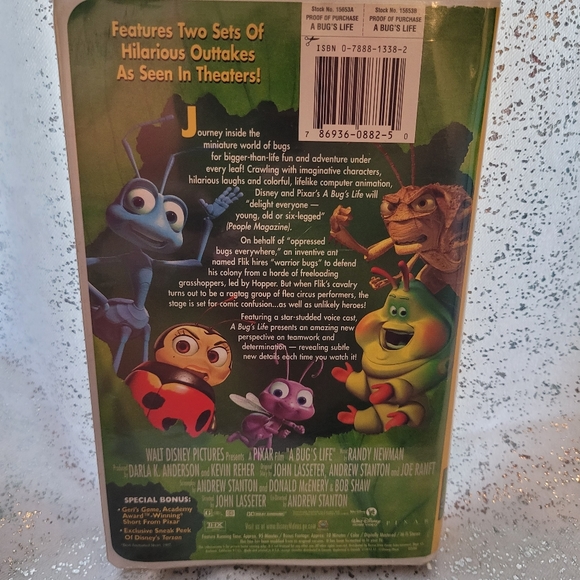 Features Two Sets Of
Hilarious Outtakes
As Seen In Theaters!
Stock No. 15653A
PROOF OF PURCHASE
A BUG'S LIFE
Stock No. 15653B
PROOF OF PURCHASE
A BUG'S LIFE
ISBN 0-7888-1338-2
7 86936-0882-5 0
Journey inside the
miniature world of bugs
for bigger-than-life fun and adventure under
every leaf! Crawling with imaginative characters,
hilarious laughs and colorful, lifelike computer animation,
Disney and Pixar's A Bug's Life will
"delight everyone —
young, old or six-legged"
(People Magazine).
On behalf of "oppressed
bugs everywhere," an inventive ant
named Flik hires "warrior bugs" to defend
his colony from a horde of freeloading
grasshoppers, led by Hopper. But when Flik's cavalry
turns out to be a ragtag group of flea circus performers, the
stage is set for comic confusion...as well as unlikely heroes!
Featuring a star-studded voice cast,
A Bug's Life presents an amazing new
perspective on teamwork and
determination — revealing subtle
new details each time you watch it!
WALT DISNEY PICTURES Presents A PIXAR Film "A BUG'S LIFE" RANDY NEWMAN
DARLA K. ANDERSON and KEVIN REHER JOHN LASSETER, ANDREW STANTON and JOE RANFT
ANDREW STANTON and DONALD McENERY & BOB SHAW
JOHN LASSETER ANDREW STANTON
SPECIAL BONUS:
• Geri's Game, Academy
Award™-Winning
Short From Pixar
• Exclusive Sneak Peek
Of Disney's Tarzan
THX
PIXAR